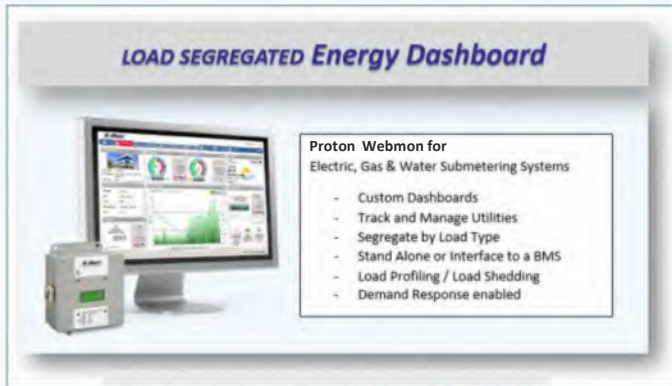 LOAD SEGREGATED Energy Dashboard
Proton Webmon for
Electric, Gas & Water Submetering Systems
- Custom Dashboards
- Track and Manage Utilities
- Segregate by Load Type
- Stand Alone or Interface to a BMS
- Load Profiling / Load Shedding
- Demand Response enabled